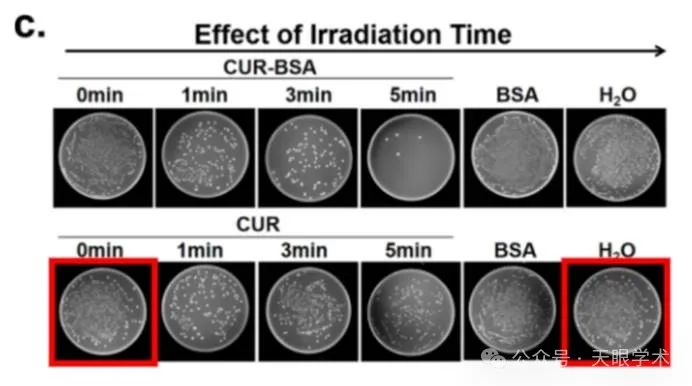 c.
Effect of Irradiation Time
CUR-BSA
0min 1min 3min 5min BSA H₂O
CUR
0min 1min 3min 5min BSA H₂O
公众号 · 天眼学术